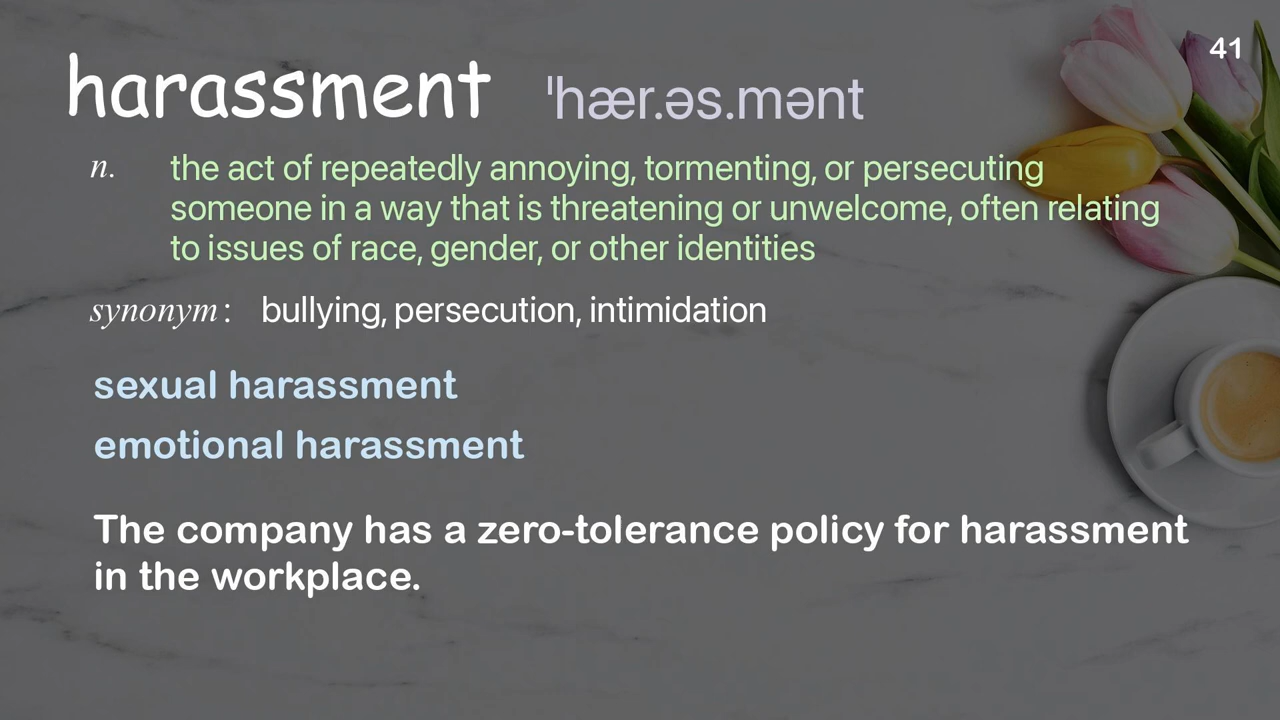 41
harassment ˈhær.əs.mənt
n. the act of repeatedly annoying, tormenting, or persecuting
someone in a way that is threatening or unwelcome, often relating
to issues of race, gender, or other identities
synonym: bullying, persecution, intimidation
sexual harassment
emotional harassment
The company has a zero-tolerance policy for harassment
in the workplace.